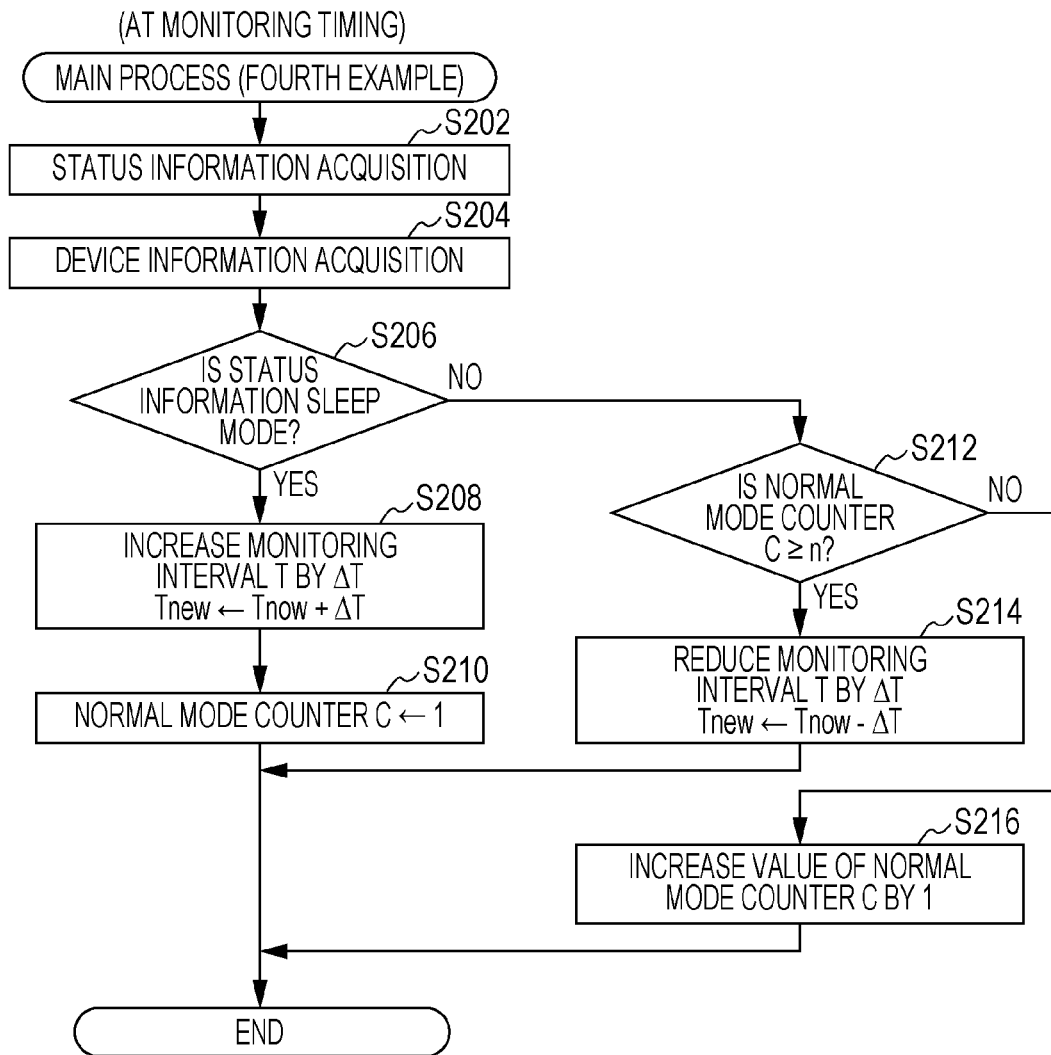 (AT MONITORING TIMING)
MAIN PROCESS (FOURTH EXAMPLE)
S202
STATUS INFORMATION ACQUISITION
S204
DEVICE INFORMATION ACQUISITION
S206
IS STATUS
INFORMATION SLEEP
MODE?
NO
YES
S208
INCREASE MONITORING
INTERVAL T BY ΔT
Tnew ← Tnow + ΔT
S210
NORMAL MODE COUNTER C ← 1
S212
IS NORMAL
MODE COUNTER
C ≥ n?
NO
YES
S214
REDUCE MONITORING
INTERVAL T BY ΔT
Tnew ← Tnow - ΔT
S216
INCREASE VALUE OF NORMAL
MODE COUNTER C BY 1
END